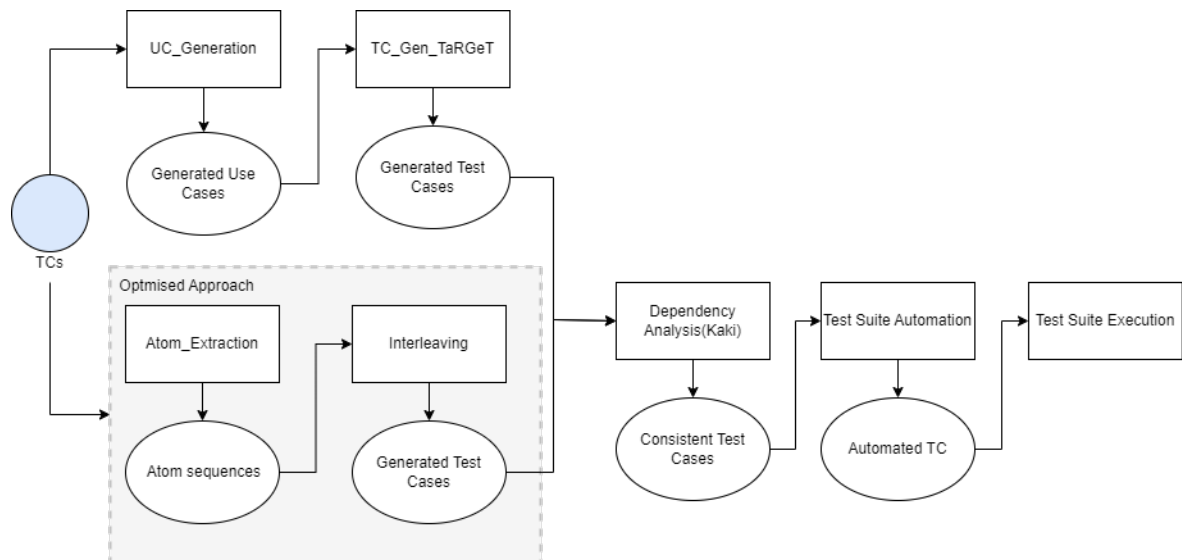 UC_Generation
TC_Gen_TaRGeT
Generated Use
Cases
Generated Test
Cases
TCs
Optmised Approach
Atom_Extraction
Interleaving
Atom sequences
Generated Test
Cases
Dependency
Analysis(Kaki)
Test Suite Automation
Test Suite Execution
Consistent Test
Cases
Automated TC